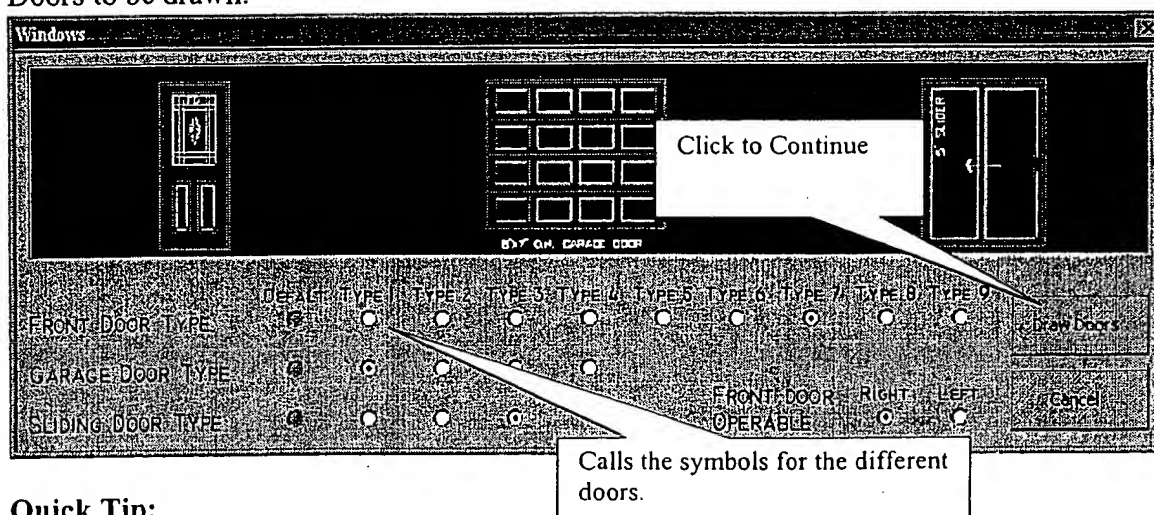 Doors to be drawn.
Windows
5' SLIDER
Click to Continue
8'x7' O.H. GARAGE DOOR
DEFALT TYPE 1 TYPE 2 TYPE 3 TYPE 4 TYPE 5 TYPE 6 TYPE 7 TYPE 8 TYPE 9
FRONT DOOR TYPE
Draw Doors
GARAGE DOOR TYPE
FRONT DOOR RIGHT LEFT
OPERABLE
Cancel
SLIDING DOOR TYPE
Calls the symbols for the different
doors.
Quick Tip: